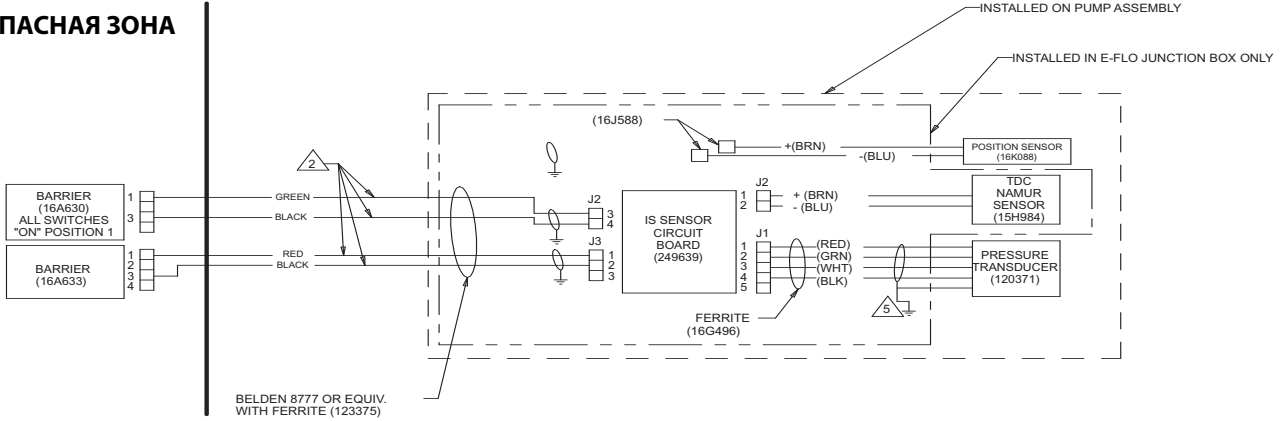 ПАСНАЯ ЗОНА
INSTALLED ON PUMP ASSEMBLY
INSTALLED IN E-FLO JUNCTION BOX ONLY
(16J588)
+(BRN)
-(BLU)
POSITION SENSOR
(16K088)
2
BARRIER
(16A630)
ALL SWITCHES
"ON" POSITION 1
1
3
GREEN
BLACK
J2
3
4
IS SENSOR
CIRCUIT
BOARD
(249639)
J2
1
2
+ (BRN)
- (BLU)
TDC
NAMUR
SENSOR
(15H984)
BARRIER
(16A633)
1
2
3
4
RED
BLACK
J3
1
2
3
J1
1
2
3
4
5
(RED)
(GRN)
(WHT)
(BLK)
PRESSURE
TRANSDUCER
(120371)
5
FERRITE
(16G496)
BELDEN 8777 OR EQUIV.
WITH FERRITE (123375)